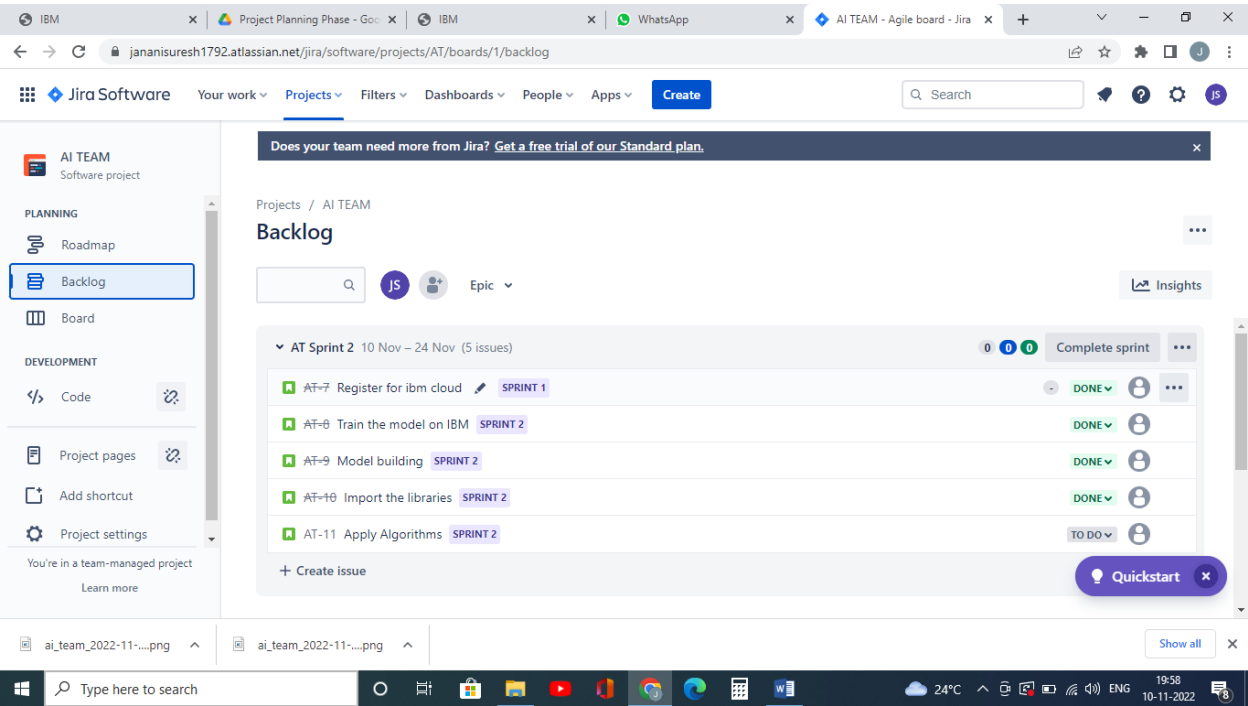 IBM
Project Planning Phase - Goo
IBM
WhatsApp
AI TEAM - Agile board - Jira
jananisuresh1792.atlassian.net/jira/software/projects/AT/boards/1/backlog
J
Jira Software
Your work
Projects
Filters
Dashboards
People
Apps
Create
Search
JS
AI TEAM
Software project
PLANNING
Roadmap
Backlog
Board
DEVELOPMENT
Code
Project pages
Add shortcut
Project settings
You're in a team-managed project
Learn more
Does your team need more from Jira? Get a free trial of our Standard plan.
Projects / AI TEAM
Backlog
JS
Epic
Insights
AT Sprint 2 10 Nov – 24 Nov (5 issues)
0 0 0
Complete sprint
AT-7 Register for ibm cloud SPRINT 1 - DONE
AT-8 Train the model on IBM SPRINT 2 DONE
AT-9 Model building SPRINT 2 DONE
AT-10 Import the libraries SPRINT 2 DONE
AT-11 Apply Algorithms SPRINT 2 TO DO
+ Create issue
Quickstart
ai_team_2022-11-....png
ai_team_2022-11-....png
Show all
Type here to search
24°C
ENG
19:58
10-11-2022
8